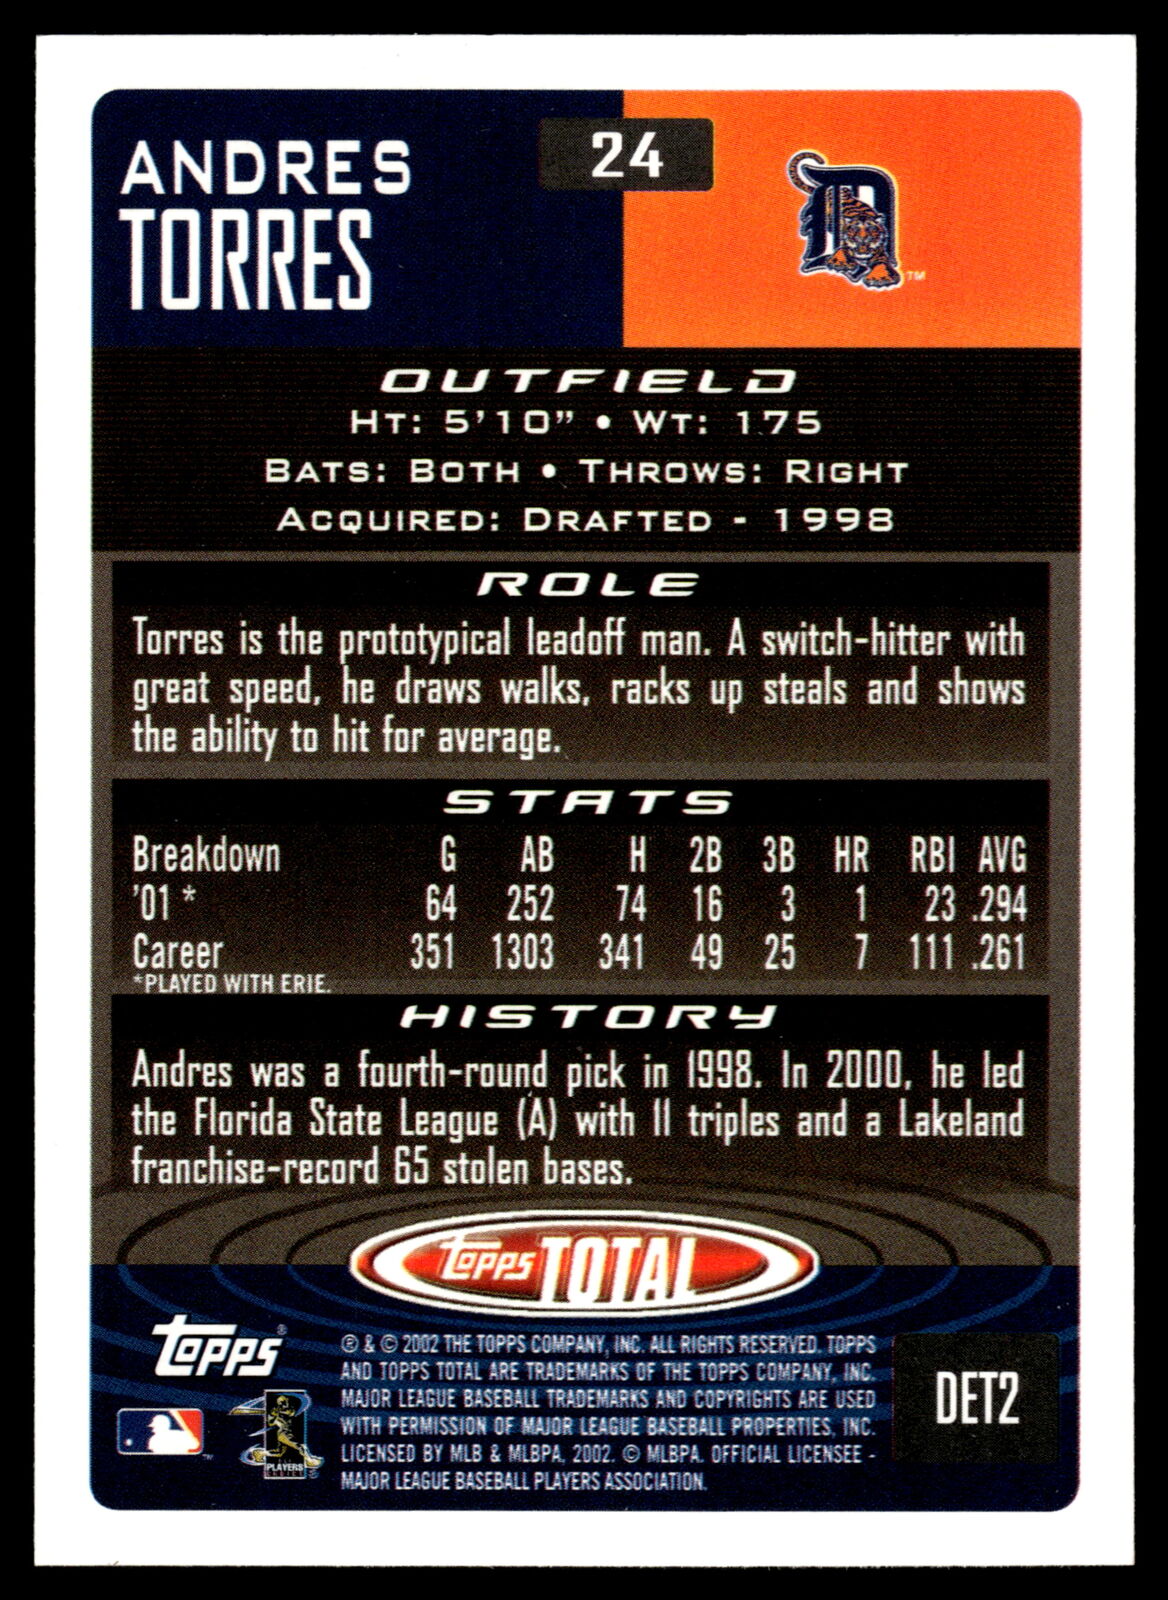 24
ANDRES
TORRES
TM
OUTFIELD
HT: 5'10" • WT: 175
BATS: BOTH • THROWS: RIGHT
ACQUIRED: DRAFTED - 1998
ROLE
Torres is the prototypical leadoff man. A switch-hitter with
great speed, he draws walks, racks up steals and shows
the ability to hit for average.
STATS
Breakdown G AB H 2B 3B HR RBI AVG
'01 * 64 252 74 16 3 1 23 .294
Career 351 1303 341 49 25 7 111 .261
*PLAYED WITH ERIE.
HISTORY
Andres was a fourth-round pick in 1998. In 2000, he led
the Florida State League (A) with 11 triples and a Lakeland
franchise-record 65 stolen bases.
topps TOTAL
topps®
® & © 2002 THE TOPPS COMPANY, INC. ALL RIGHTS RESERVED. TOPPS
AND TOPPS TOTAL ARE TRADEMARKS OF THE TOPPS COMPANY, INC.
MAJOR LEAGUE BASEBALL TRADEMARKS AND COPYRIGHTS ARE USED
WITH PERMISSION OF MAJOR LEAGUE BASEBALL PROPERTIES, INC.
LICENSED BY MLB & MLBPA, 2002. © MLBPA. OFFICIAL LICENSEE -
MAJOR LEAGUE BASEBALL PLAYERS ASSOCIATION.
DET2
PLAYERS
CHOICE